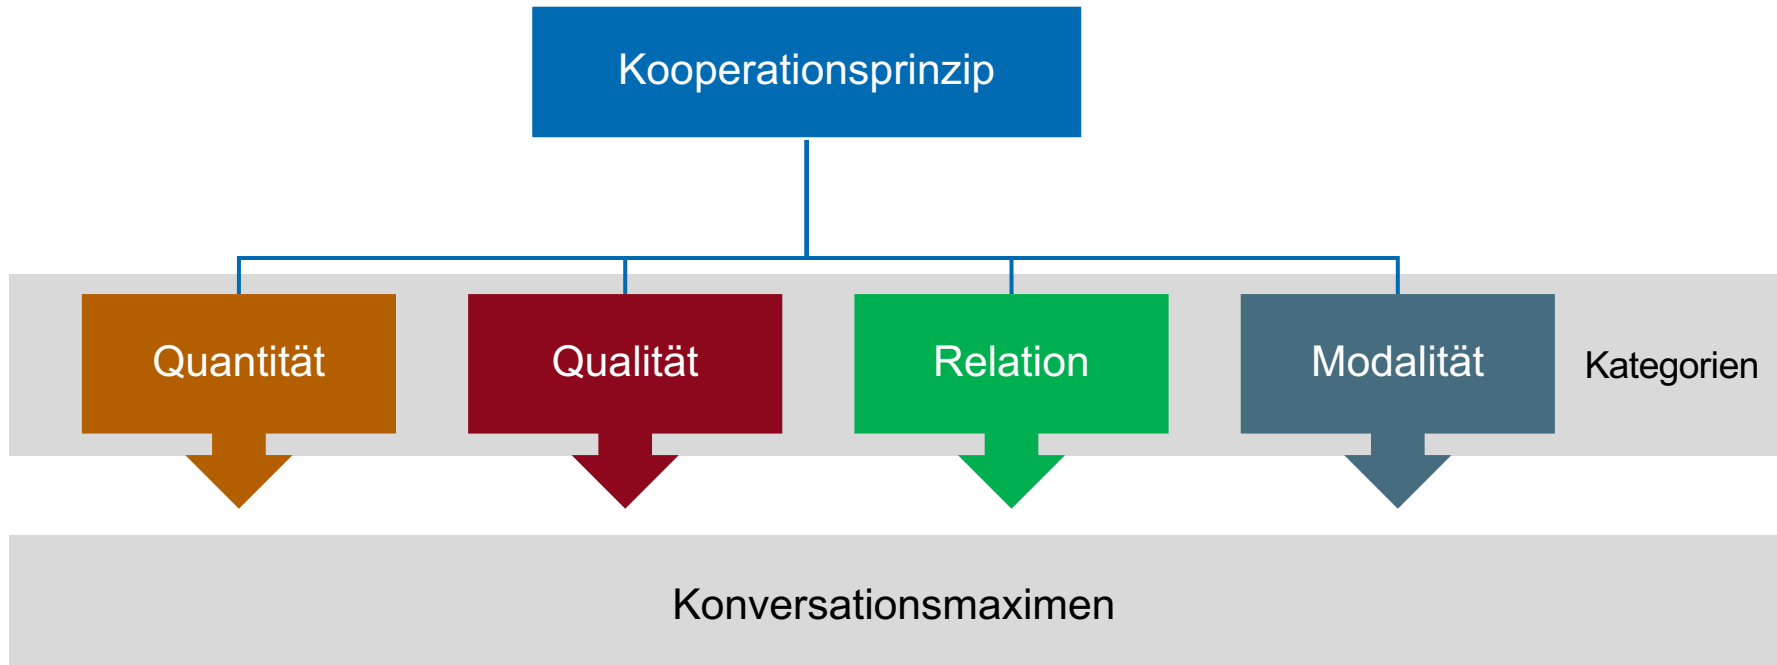 Kooperationsprinzip
Quantität
Qualität
Relation
Modalität
Kategorien
Konversationsmaximen